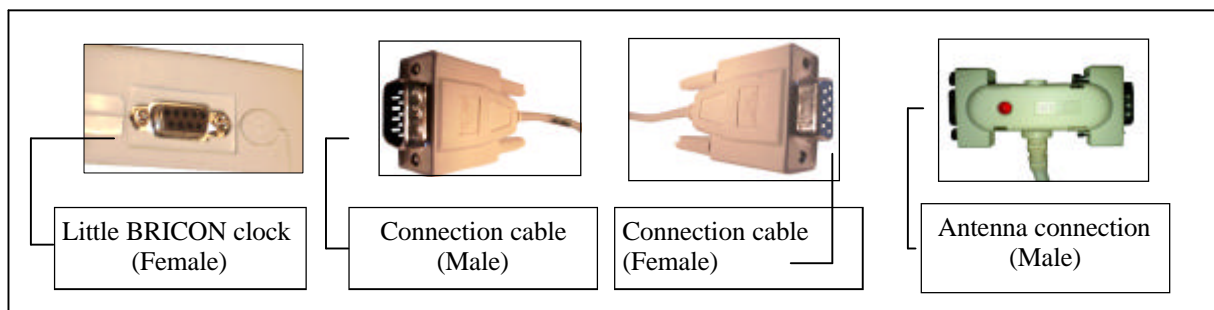 Little BRICON clock
(Female)
Connection cable
(Male)
Connection cable
(Female)
Antenna connection
(Male)